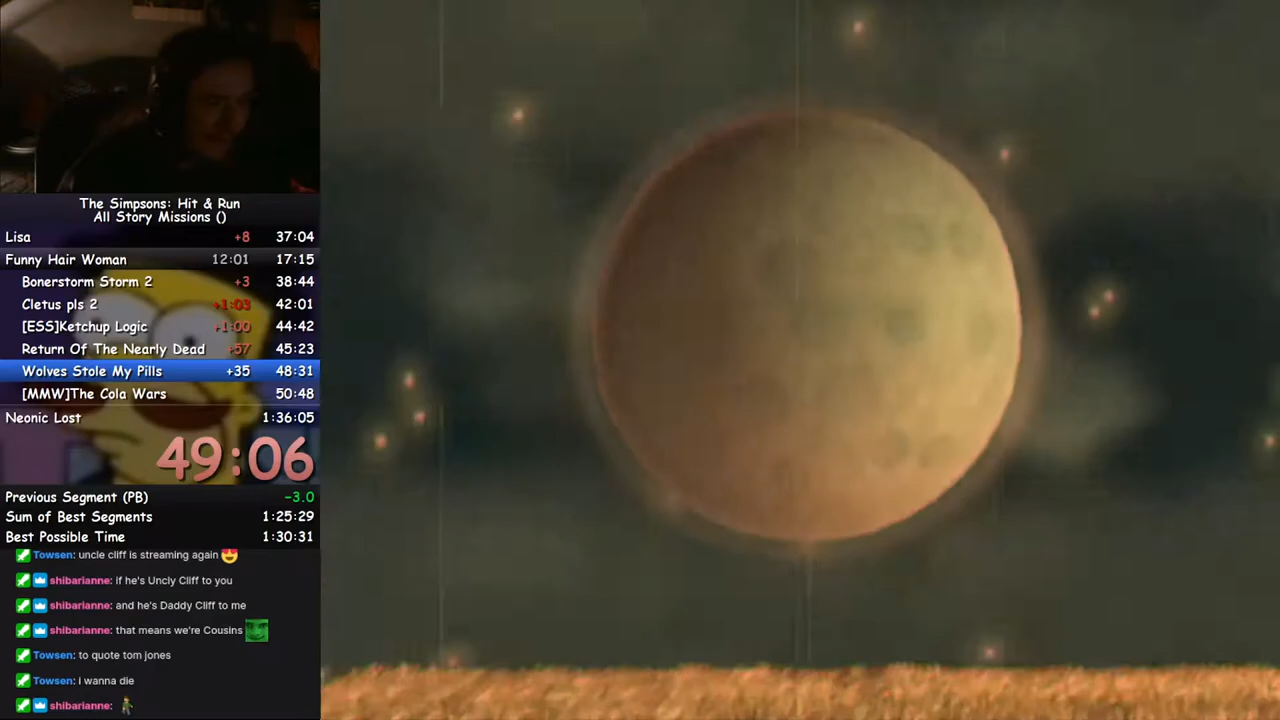 The Simpsons: Hit & Run
All Story Missions ()
Lisa +8 37:04
Funny Hair Woman 12:01 17:15
Bonerstorm Storm 2 +3 38:44
Cletus pls 2 +1:03 42:01
[ESS]Ketchup Logic +1:00 44:42
Return Of The Nearly Dead +57 45:23
Wolves Stole My Pills +35 48:31
[MMW]The Cola Wars 50:48
Neonic Lost 1:36:05
49:06
Previous Segment (PB) -3.0
Sum of Best Segments 1:25:29
Best Possible Time 1:30:31
Towsen: uncle cliff is streaming again
shibarianne: if he's Uncly Cliff to you
shibarianne: and he's Daddy Cliff to me
shibarianne: that means we're Cousins
Towsen: to quote tom jones
Towsen: i wanna die
shibarianne: